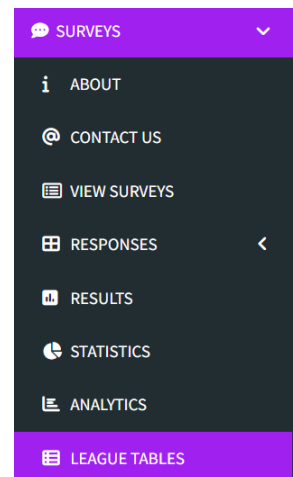 SURVEYS
ABOUT
CONTACT US
VIEW SURVEYS
RESPONSES
RESULTS
STATISTICS
ANALYTICS
LEAGUE TABLES